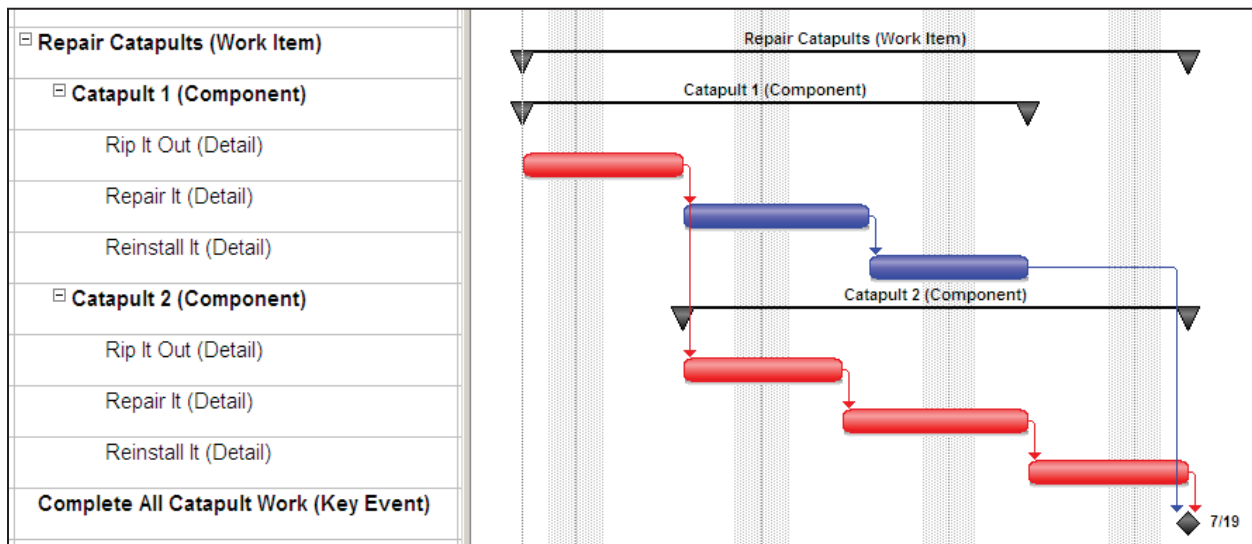 Repair Catapults (Work Item)
Repair Catapults (Work Item)
Catapult 1 (Component)
Catapult 1 (Component)
Rip It Out (Detail)
Repair It (Detail)
Reinstall It (Detail)
Catapult 2 (Component)
Catapult 2 (Component)
Rip It Out (Detail)
Repair It (Detail)
Reinstall It (Detail)
Complete All Catapult Work (Key Event)
7/19